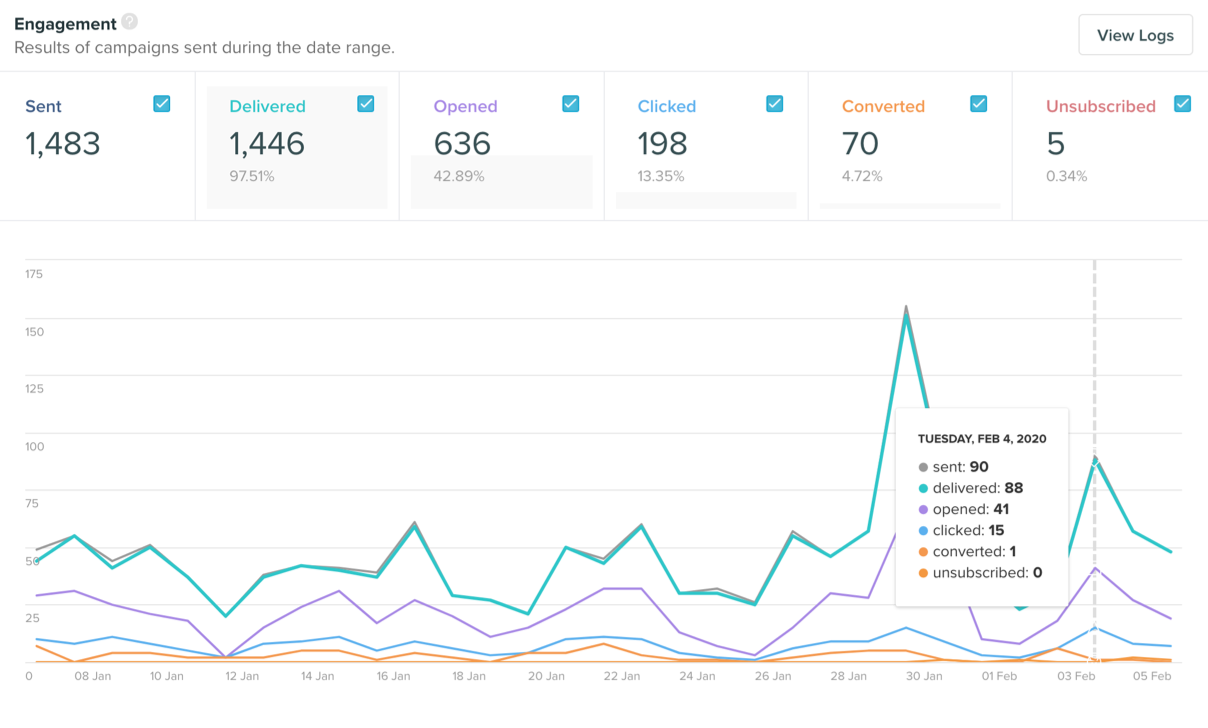 Engagement ?
Results of campaigns sent during the date range.
View Logs
Sent
1,483
Delivered
1,446
97.51%
Opened
636
42.89%
Clicked
198
13.35%
Converted
70
4.72%
Unsubscribed
5
0.34%
175
150
125
100
75
50
25
0
TUESDAY, FEB 4, 2020
sent: 90
delivered: 88
opened: 41
clicked: 15
converted: 1
unsubscribed: 0
08 Jan 10 Jan 12 Jan 14 Jan 16 Jan 18 Jan 20 Jan 22 Jan 24 Jan 26 Jan 28 Jan 30 Jan 01 Feb 03 Feb 05 Feb